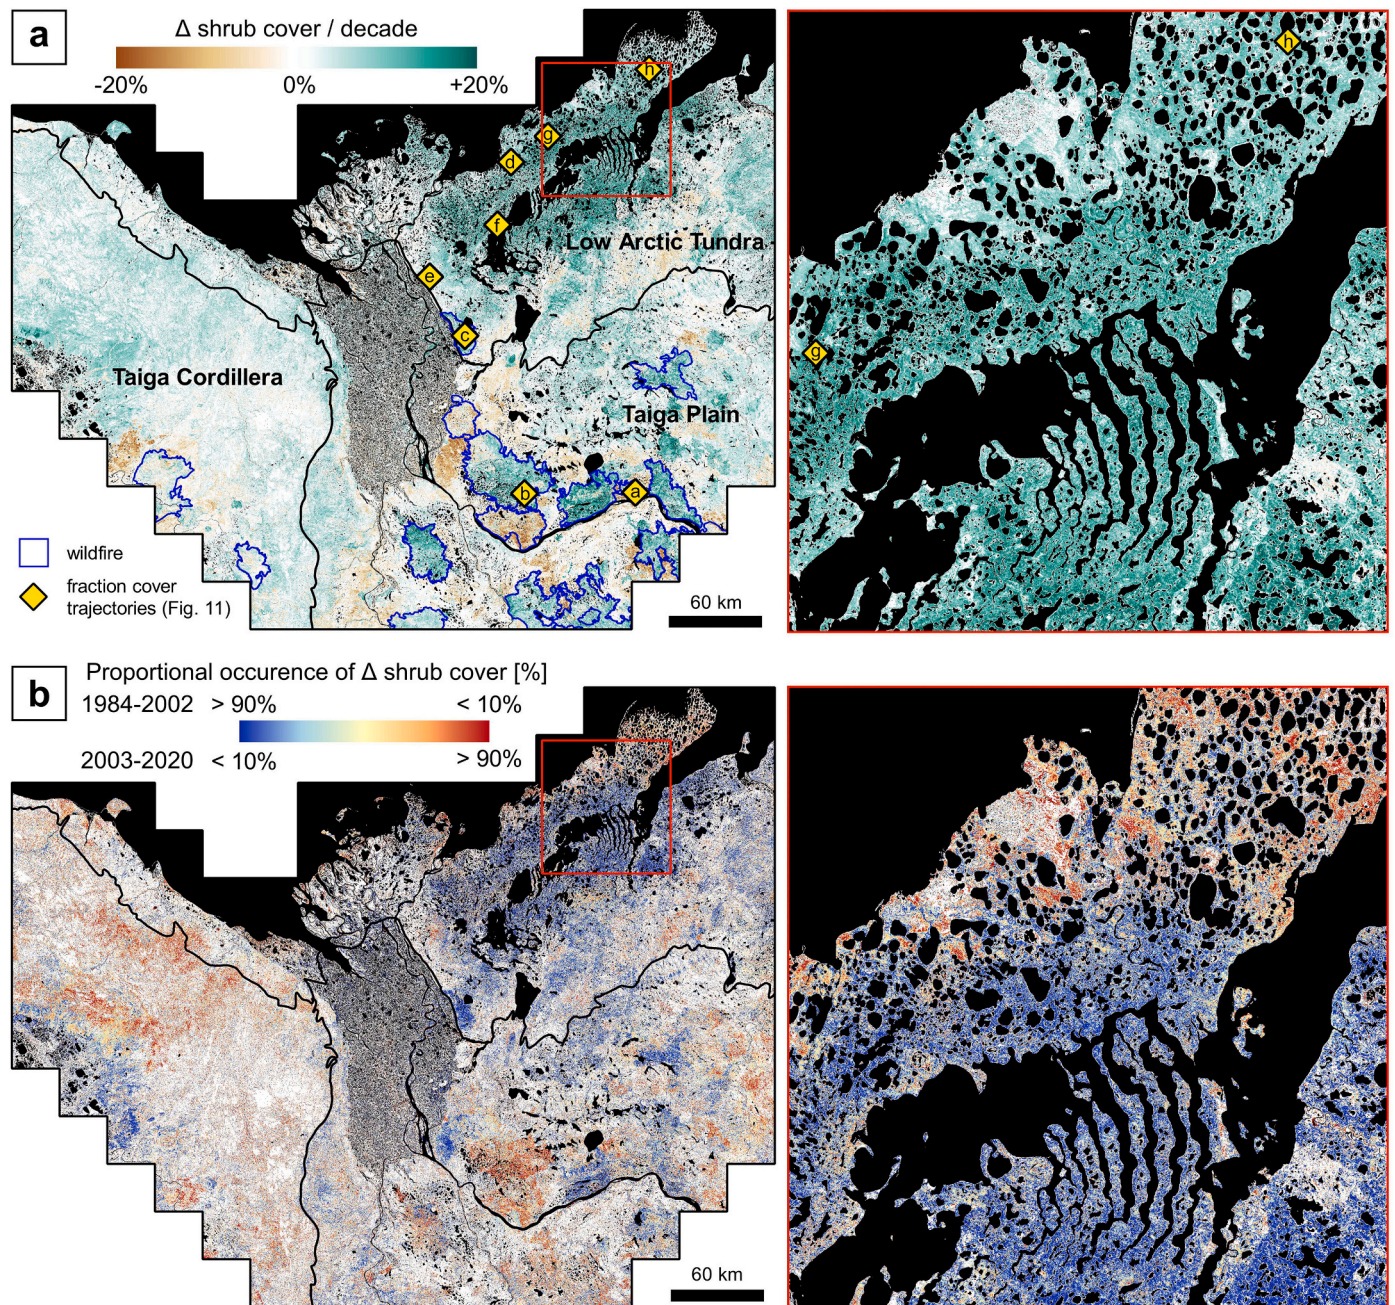 a
Δ shrub cover / decade
-20% 0% +20%
h
g
d
f
Low Arctic Tundra
e
c
Taiga Cordillera
Taiga Plain
b
a
wildfire
fraction cover
trajectories (Fig. 11)
60 km
h
g
b
Proportional occurence of Δ shrub cover [%]
1984-2002 > 90% < 10%
2003-2020 < 10% > 90%
60 km